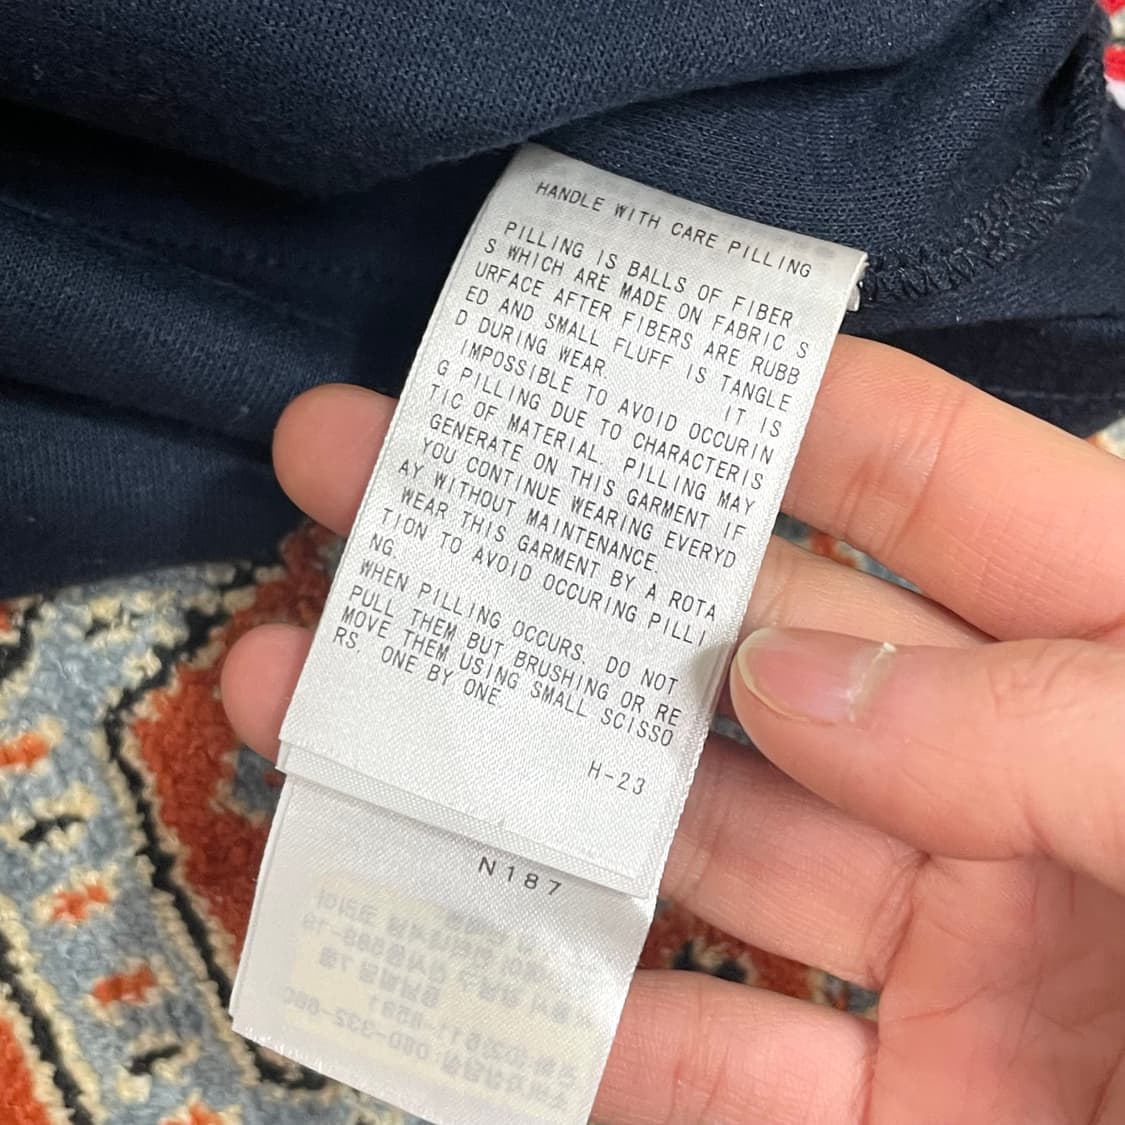 HANDLE WITH CARE PILLING
PILLING IS BALLS OF FIBER
S WHICH ARE MADE ON FABRIC S
URFACE AFTER FIBERS ARE RUBB
ED AND SMALL FLUFF IS TANGLE
D DURING WEAR. IT IS
IMPOSSIBLE TO AVOID OCCURIN
G PILLING DUE TO CHARACTERIS
TIC OF MATERIAL. PILLING MAY
GENERATE ON THIS GARMENT IF
YOU CONTINUE WEARING EVERYD
AY WITHOUT MAINTENANCE.
WEAR THIS GARMENT BY A ROTA
TION TO AVOID OCCURING PILLI
NG.
WHEN PILLING OCCURS, DO NOT
PULL THEM BUT BRUSHING OR RE
MOVE THEM USING SMALL SCISSO
RS, ONE BY ONE
H-23
N187